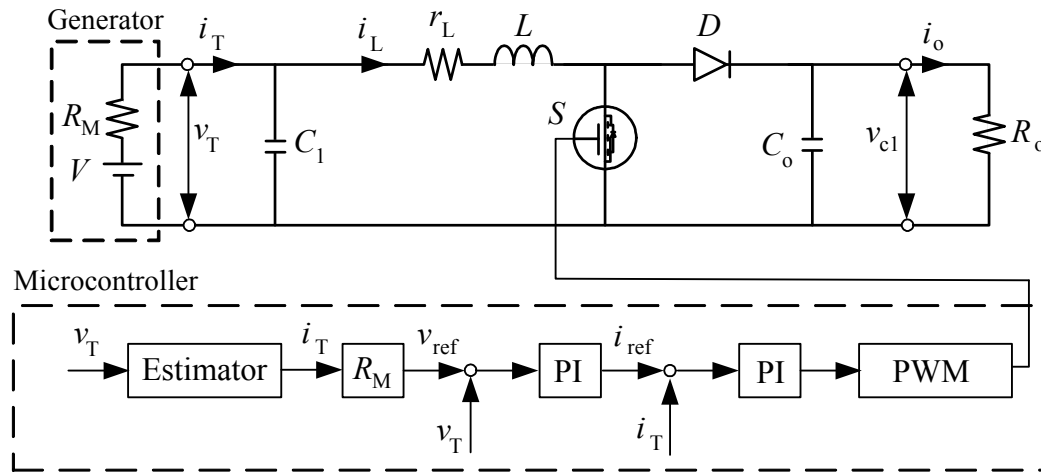 Generator
i_T
i_L
r_L
L
D
i_o
R_M
V
v_T
C_1
S
C_o
v_c1
R_o
Microcontroller
v_T
Estimator
i_T
R_M
v_ref
v_T
PI
i_ref
i_T
PI
PWM